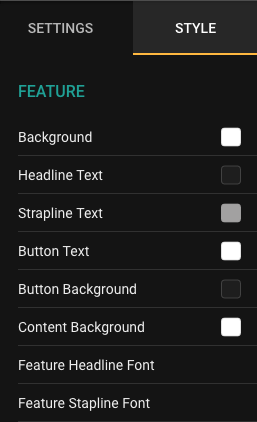 SETTINGS STYLE
FEATURE
Background
Headline Text
Strapline Text
Button Text
Button Background
Content Background
Feature Headline Font
Feature Stapline Font